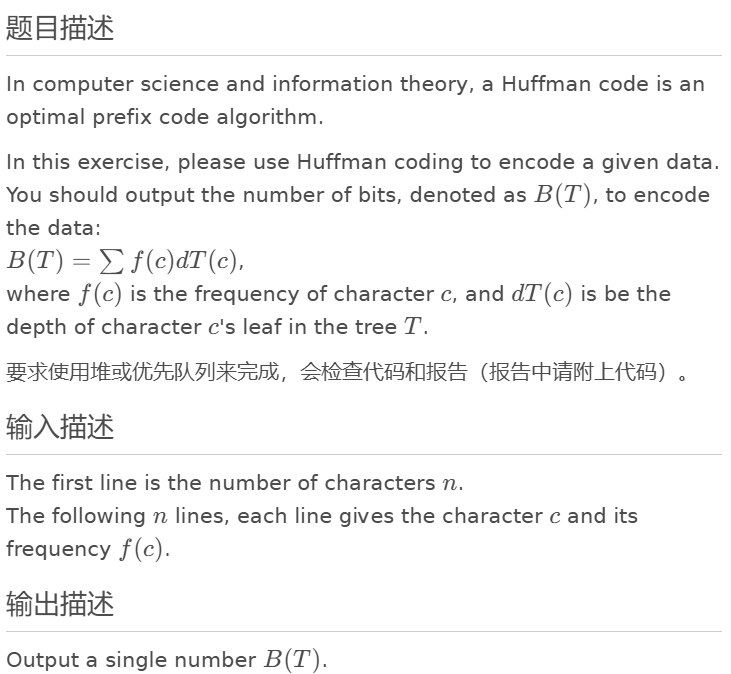 题目描述
In computer science and information theory, a Huffman code is an
optimal prefix code algorithm.
In this exercise, please use Huffman coding to encode a given data.
You should output the number of bits, denoted as B(T), to encode
the data:
B(T) = ∑ f(c)dT(c),
where f(c) is the frequency of character c, and dT(c) is be the
depth of character c's leaf in the tree T.
要求使用堆或优先队列来完成，会检查代码和报告（报告中请附上代码）。
输入描述
The first line is the number of characters n.
The following n lines, each line gives the character c and its
frequency f(c).
输出描述
Output a single number B(T).